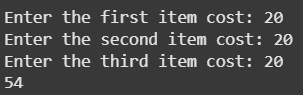 Enter the first item cost: 20
Enter the second item cost: 20
Enter the third item cost: 20
54